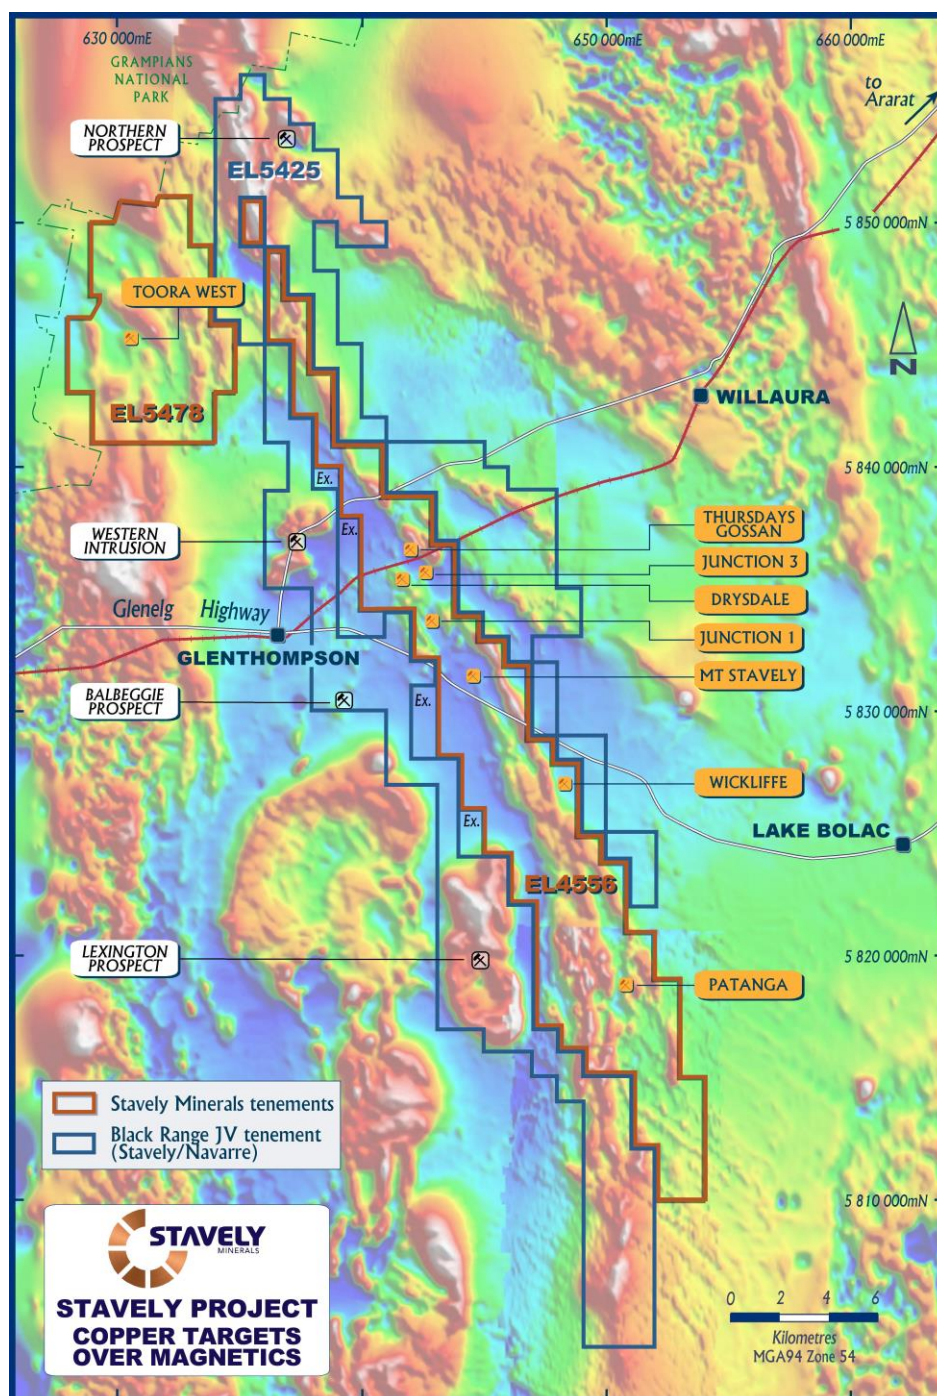 630 000mE
650 000mE
660 000mE
GRAMPIANS
NATIONAL
PARK
to
Ararat
NORTHERN
PROSPECT
EL5425
5 850 000mN
TOORA WEST
N
EL5478
WILLAURA
5 840 000mN
Ex.
Ex.
THURSDAYS
GOSSAN
WESTERN
INTRUSION
JUNCTION 3
DRYSDALE
Glenelg Highway
JUNCTION 1
GLENTHOMPSON
MT STAVELY
BALBEGGIE
PROSPECT
Ex.
5 830 000mN
WICKLIFFE
Ex.
LAKE BOLAC
EL4556
LEXINGTON
PROSPECT
5 820 000mN
PATANGA
Stavely Minerals tenements
Black Range JV tenement
(Stavely/Navarre)
5 810 000mN
STAVELY
MINERALS
STAVELY PROJECT
COPPER TARGETS
OVER MAGNETICS
0 2 4 6
Kilometres
MGA94 Zone 54